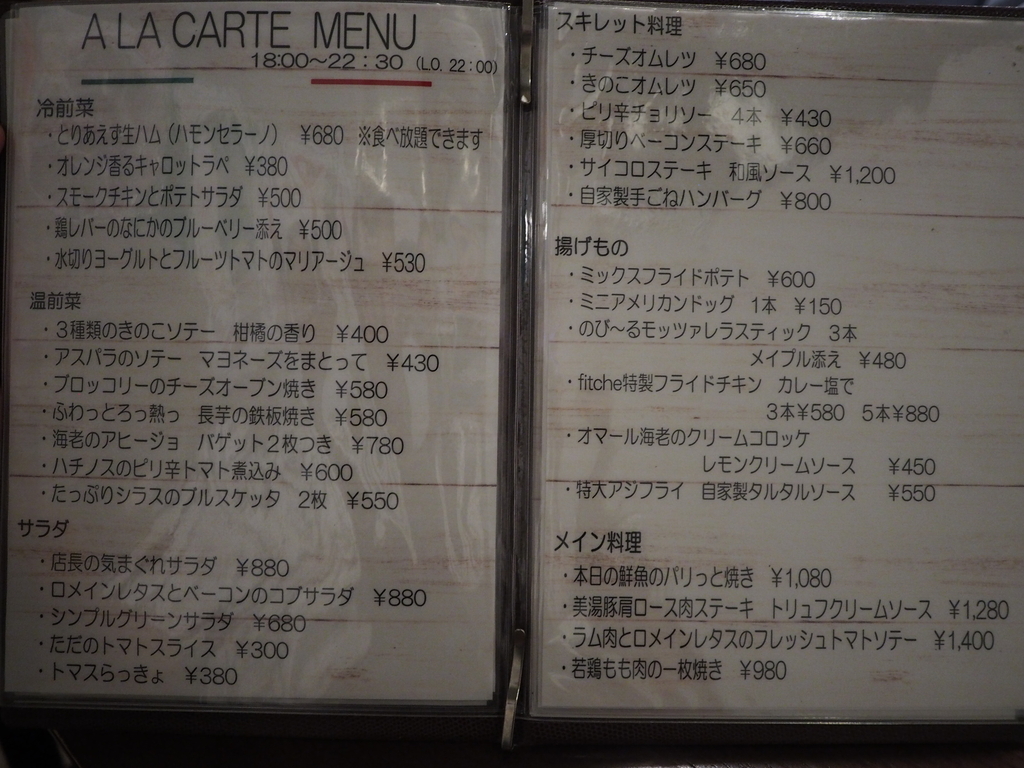 A LA CARTE MENU
18:00～22:30 (L.O. 22:00)
冷前菜
・とりあえず生ハム（ハモンセラーノ） ¥680 ※食べ放題できます
・オレンジ香るキャロットラペ ¥380
・スモークチキンとポテトサラダ ¥500
・鶏レバーのなにかのブルーベリー添え ¥500
・水切りヨーグルトとフルーツトマトのマリアージュ ¥530
温前菜
・３種類のきのこソテー 柑橘の香り ¥400
・アスパラのソテー マヨネーズをまとって ¥430
・ブロッコリーのチーズオーブン焼き ¥580
・ふわっとろっ熱っ 長芋の鉄板焼き ¥580
・海老のアヒージョ バゲット２枚つき ¥780
・ハチノスのピリ辛トマト煮込み ¥600
・たっぷりシラスのブルスケッタ 2枚 ¥550
サラダ
・店長の気まぐれサラダ ¥880
・ロメインレタスとベーコンのコブサラダ ¥880
・シンプルグリーンサラダ ¥680
・ただのトマトスライス ¥300
・トマスらっきょ ¥380
スキレット料理
・チーズオムレツ ¥680
・きのこオムレツ ¥650
・ピリ辛チョリソー 4本 ¥430
・厚切りベーコンステーキ ¥660
・サイコロステーキ 和風ソース ¥1,200
・自家製手ごねハンバーグ ¥800
揚げもの
・ミックスフライドポテト ¥600
・ミニアメリカンドッグ 1本 ¥150
・のび～るモッツァレラスティック 3本
メイプル添え ¥480
・fitche特製フライドチキン カレー塩で
3本¥580 5本¥880
・オマール海老のクリームコロッケ
レモンクリームソース ¥450
・特大アジフライ 自家製タルタルソース ¥550
メイン料理
・本日の鮮魚のパリっと焼き ¥1,080
・美湯豚肩ロース肉ステーキ トリュフクリームソース ¥1,280
・ラム肉とロメインレタスのフレッシュトマトソテー ¥1,400
・若鶏もも肉の一枚焼き ¥980